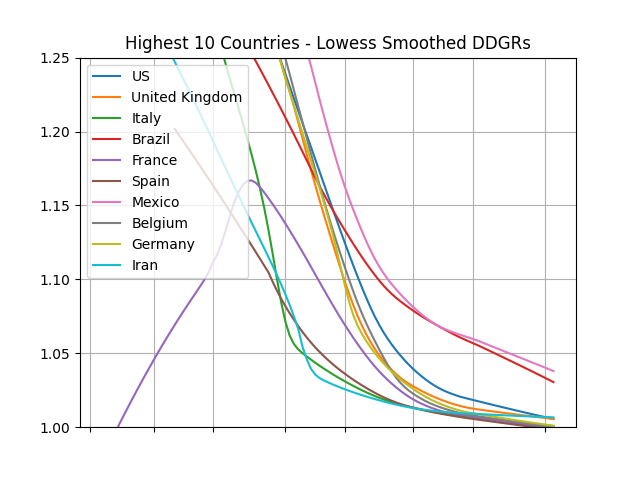 Highest 10 Countries - Lowess Smoothed DDGRs
1.25
1.20
1.15
1.10
1.05
1.00
US
United Kingdom
Italy
Brazil
France
Spain
Mexico
Belgium
Germany
Iran